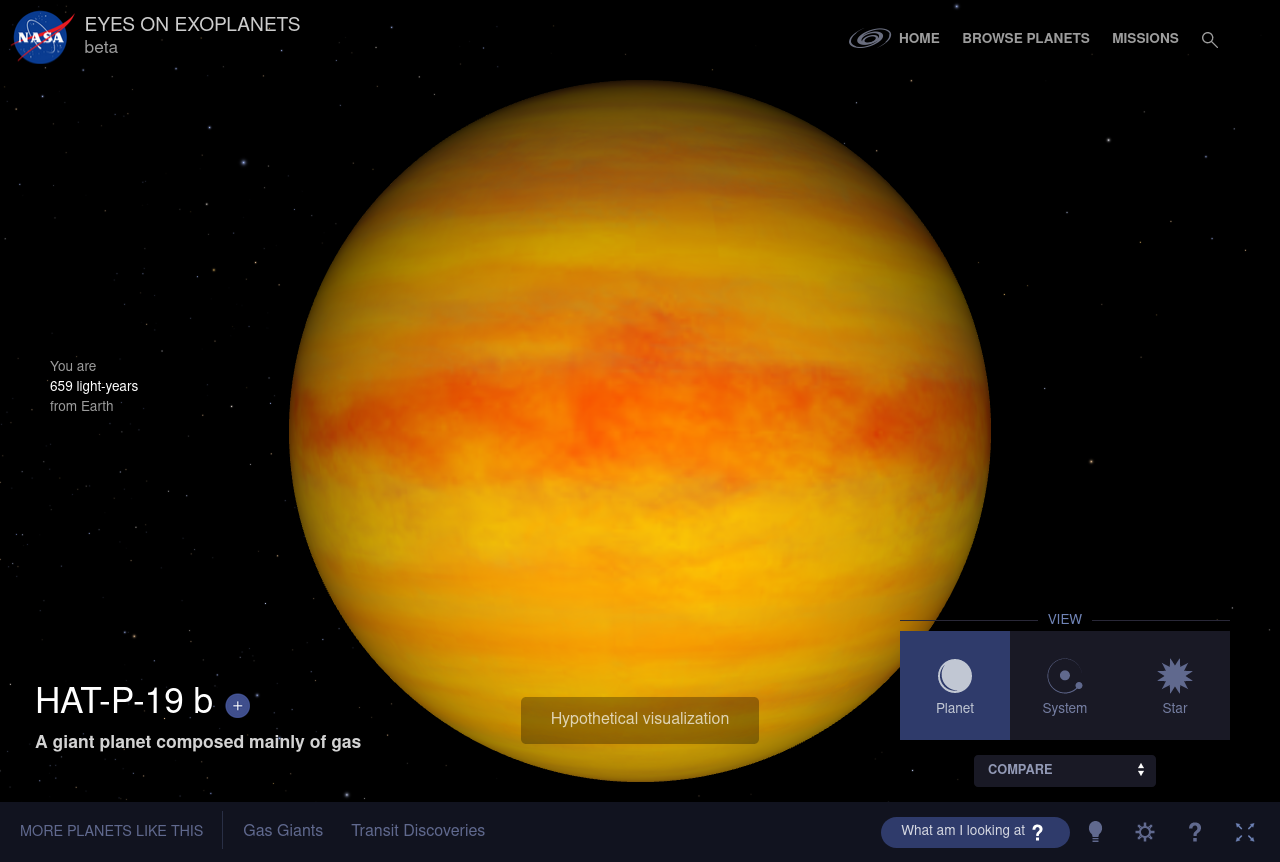 NASA
EYES ON EXOPLANETS
beta
HOME
BROWSE PLANETS
MISSIONS
You are
659 light-years
from Earth
VIEW
Planet
System
Star
HAT-P-19 b +
A giant planet composed mainly of gas
Hypothetical visualization
COMPARE
MORE PLANETS LIKE THIS
Gas Giants
Transit Discoveries
What am I looking at ?
?